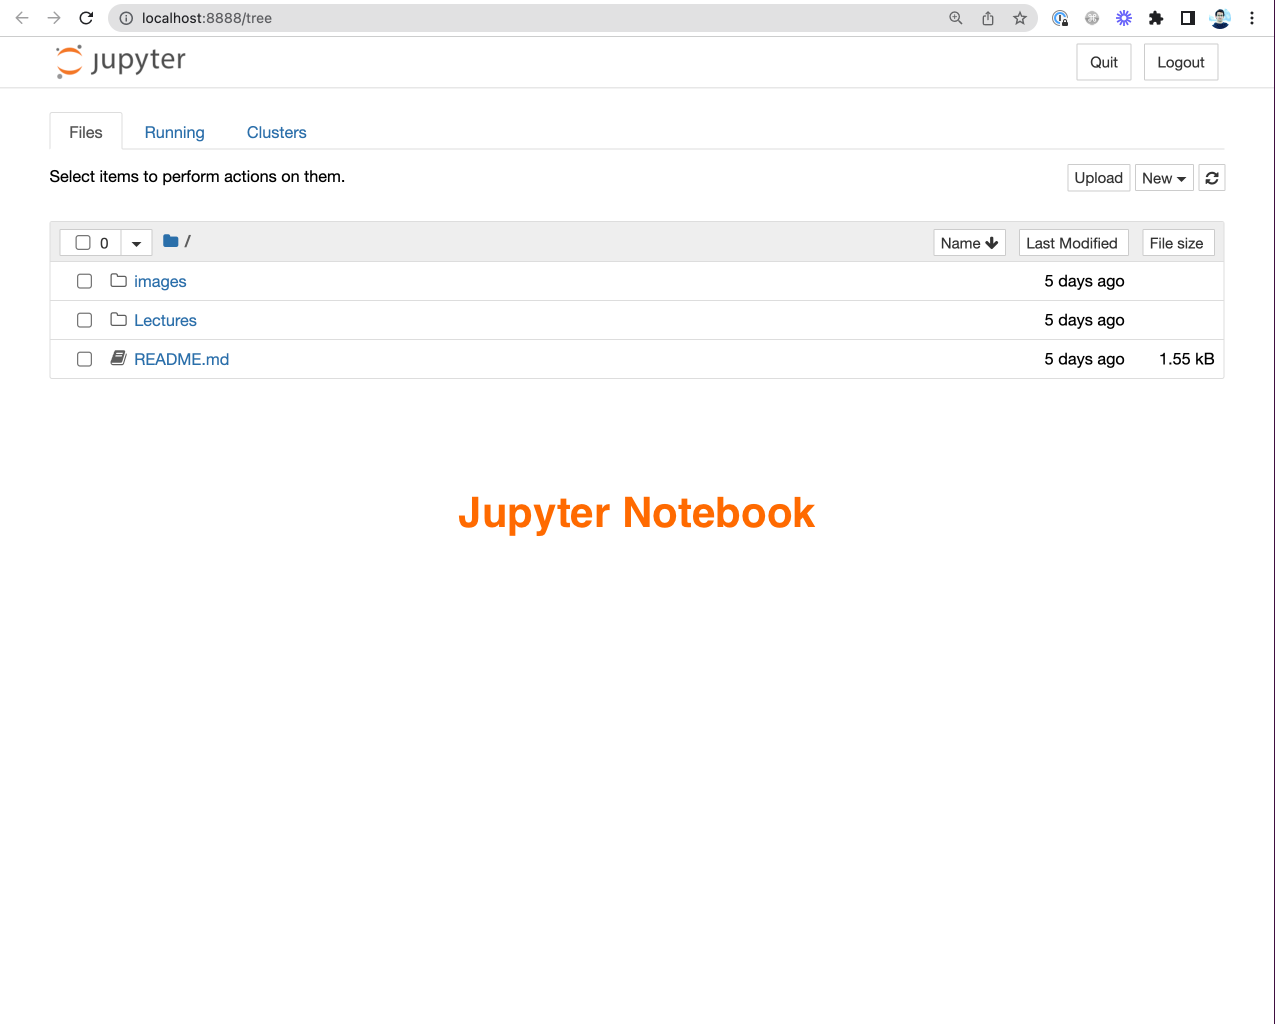 localhost:8888/tree
jupyter
Quit
Logout
Files
Running
Clusters
Select items to perform actions on them.
Upload
New
0
/
Name
Last Modified
File size
images
5 days ago
Lectures
5 days ago
README.md
5 days ago
1.55 kB
Jupyter Notebook